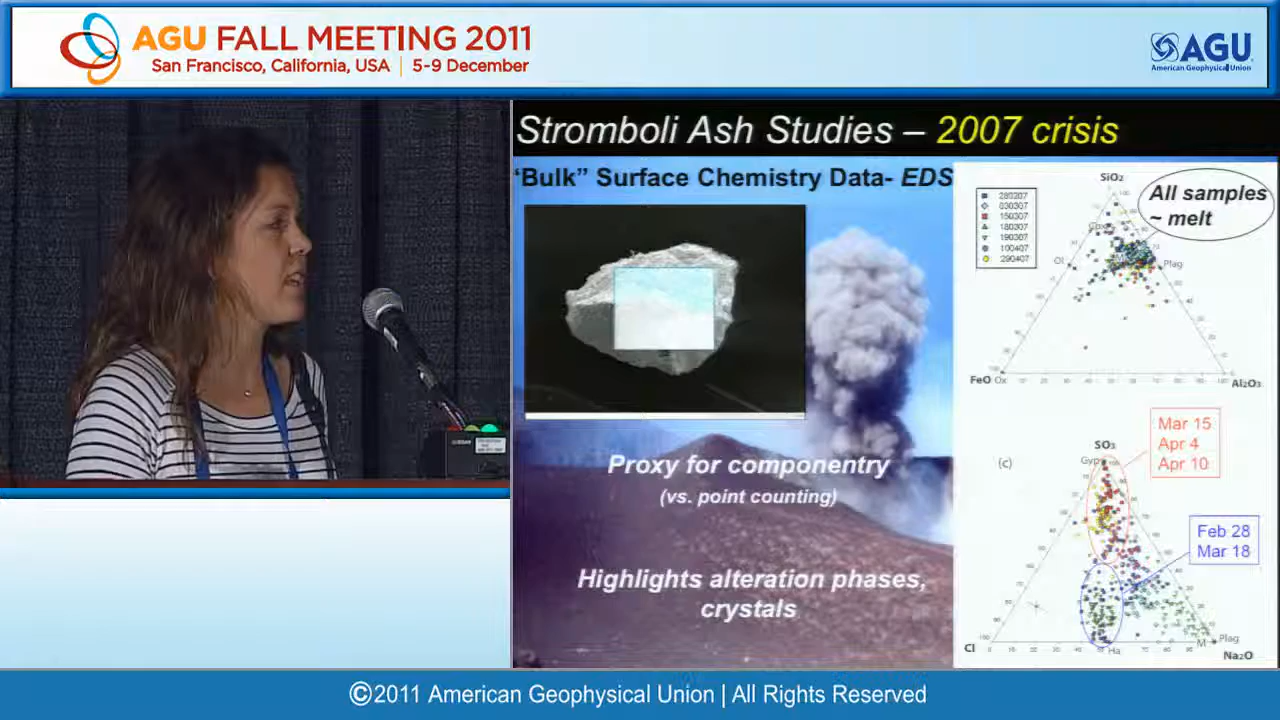 AGU FALL MEETING 2011
San Francisco, California, USA | 5-9 December
AGU
American Geophysical Union
Stromboli Ash Studies – 2007 crisis
"Bulk" Surface Chemistry Data- EDS
Proxy for componentry
(vs. point counting)
Highlights alteration phases,
crystals
SiO₂
All samples
~ melt
280207
030307
150307
180307
190307
100407
290407
Cpx
Ol
Plag
FeO Ox
Al₂O₃
(c)
SO₃
Gyp
Mar 15
Apr 4
Apr 10
Feb 28
Mar 18
Cl
Ha
M
Plag
Na₂O
©2011 American Geophysical Union | All Rights Reserved